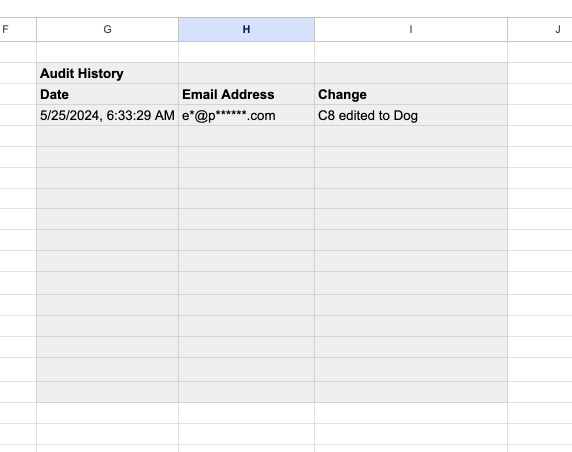 F G H I J
Audit History
Date Email Address Change
5/25/2024, 6:33:29 AM e*@p******.com C8 edited to Dog